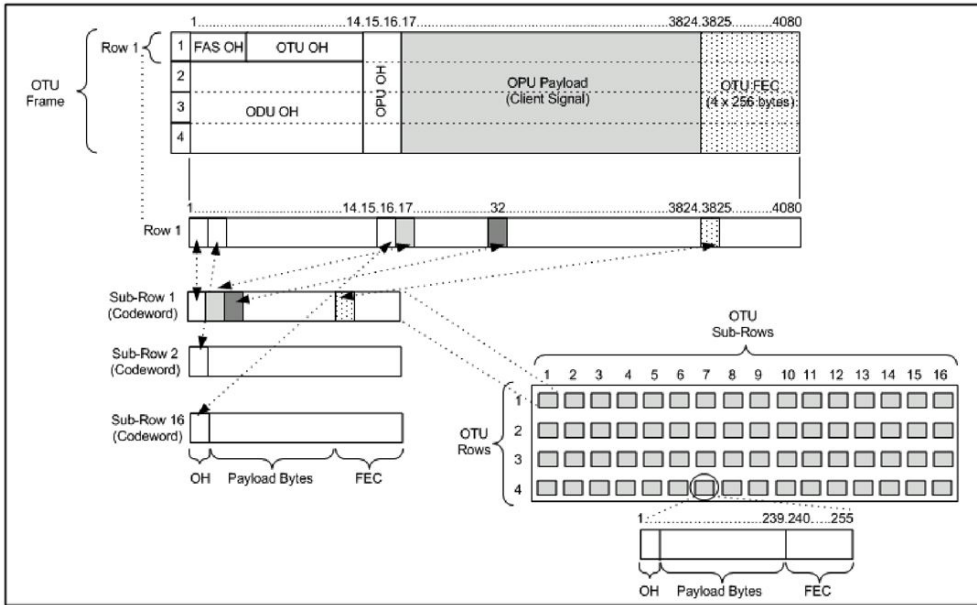 1............................................14.15.16.17.................................................................................3824.3825........4080
Row 1
1
FAS OH
OTU OH
2
3
4
OTU
Frame
ODU OH
OPU OH
OPU Payload
(Client Signal)
OTU FEC
(4 x 256 bytes)
1............................................14.15.16.17......................32.......................................................3824.3825........4080
Row 1
Sub-Row 1
(Codeword)
Sub-Row 2
(Codeword)
Sub-Row 16
(Codeword)
OH
Payload Bytes
FEC
OTU
Sub-Rows
1 2 3 4 5 6 7 8 9 10 11 12 13 14 15 16
OTU
Rows
1
2
3
4
1...........................239.240.....255
OH
Payload Bytes
FEC